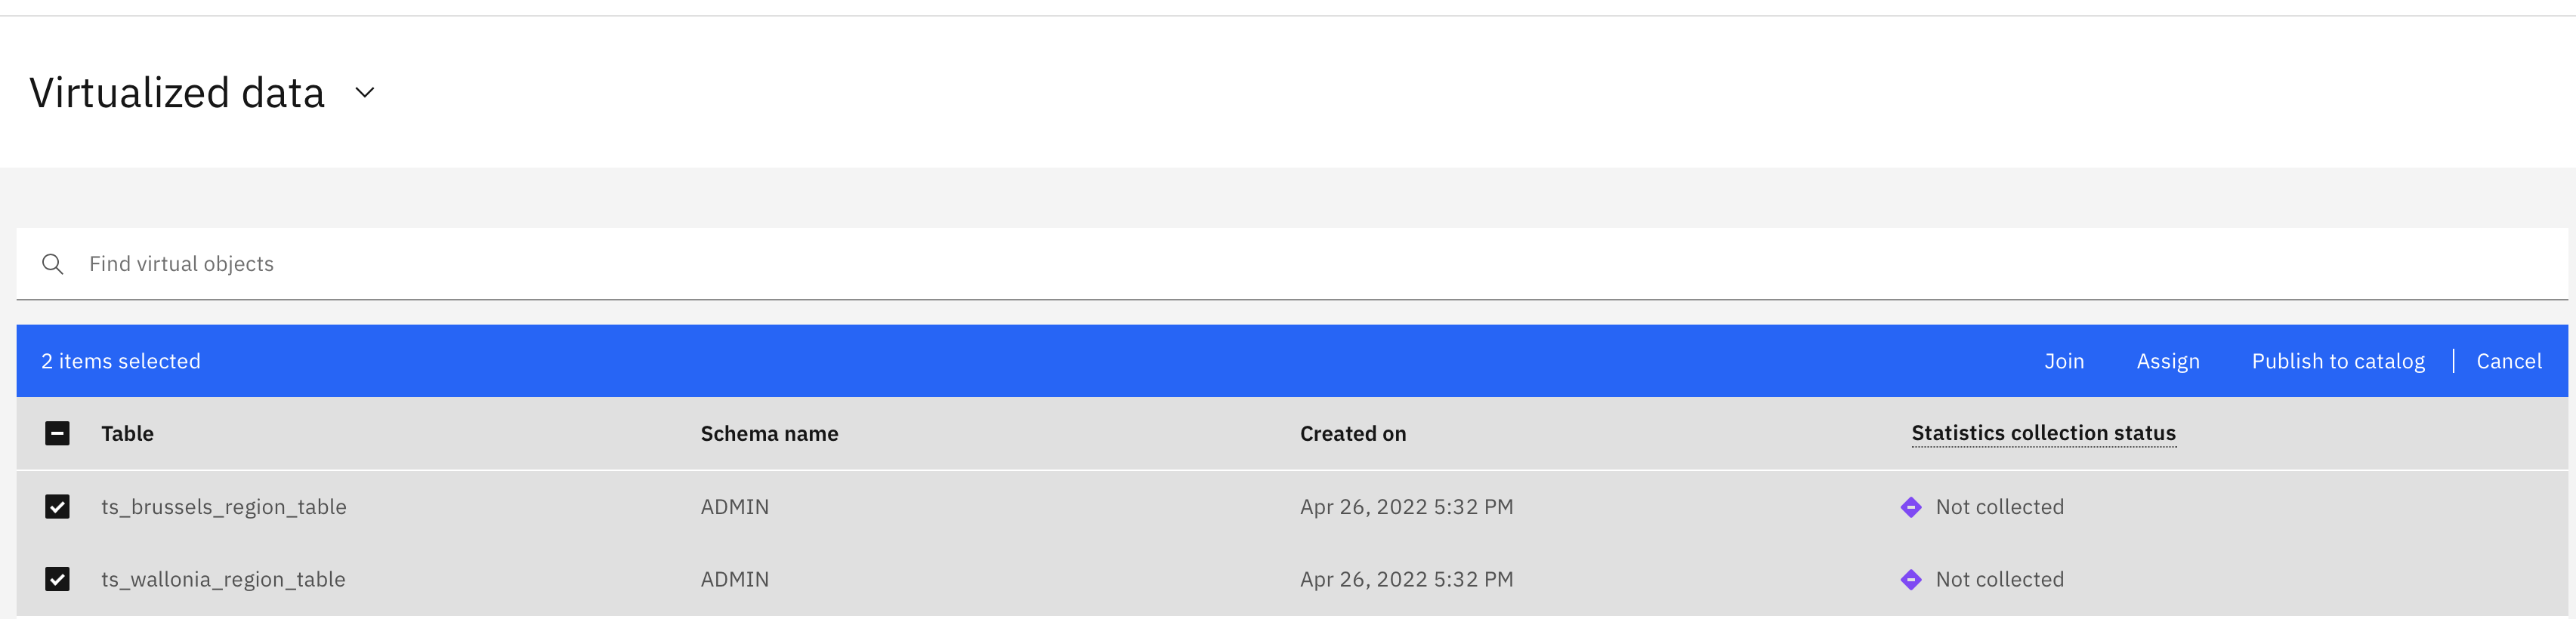 Virtualized data
Find virtual objects
2 items selected Join Assign Publish to catalog Cancel
Table Schema name Created on Statistics collection status
ts_brussels_region_table ADMIN Apr 26, 2022 5:32 PM Not collected
ts_wallonia_region_table ADMIN Apr 26, 2022 5:32 PM Not collected